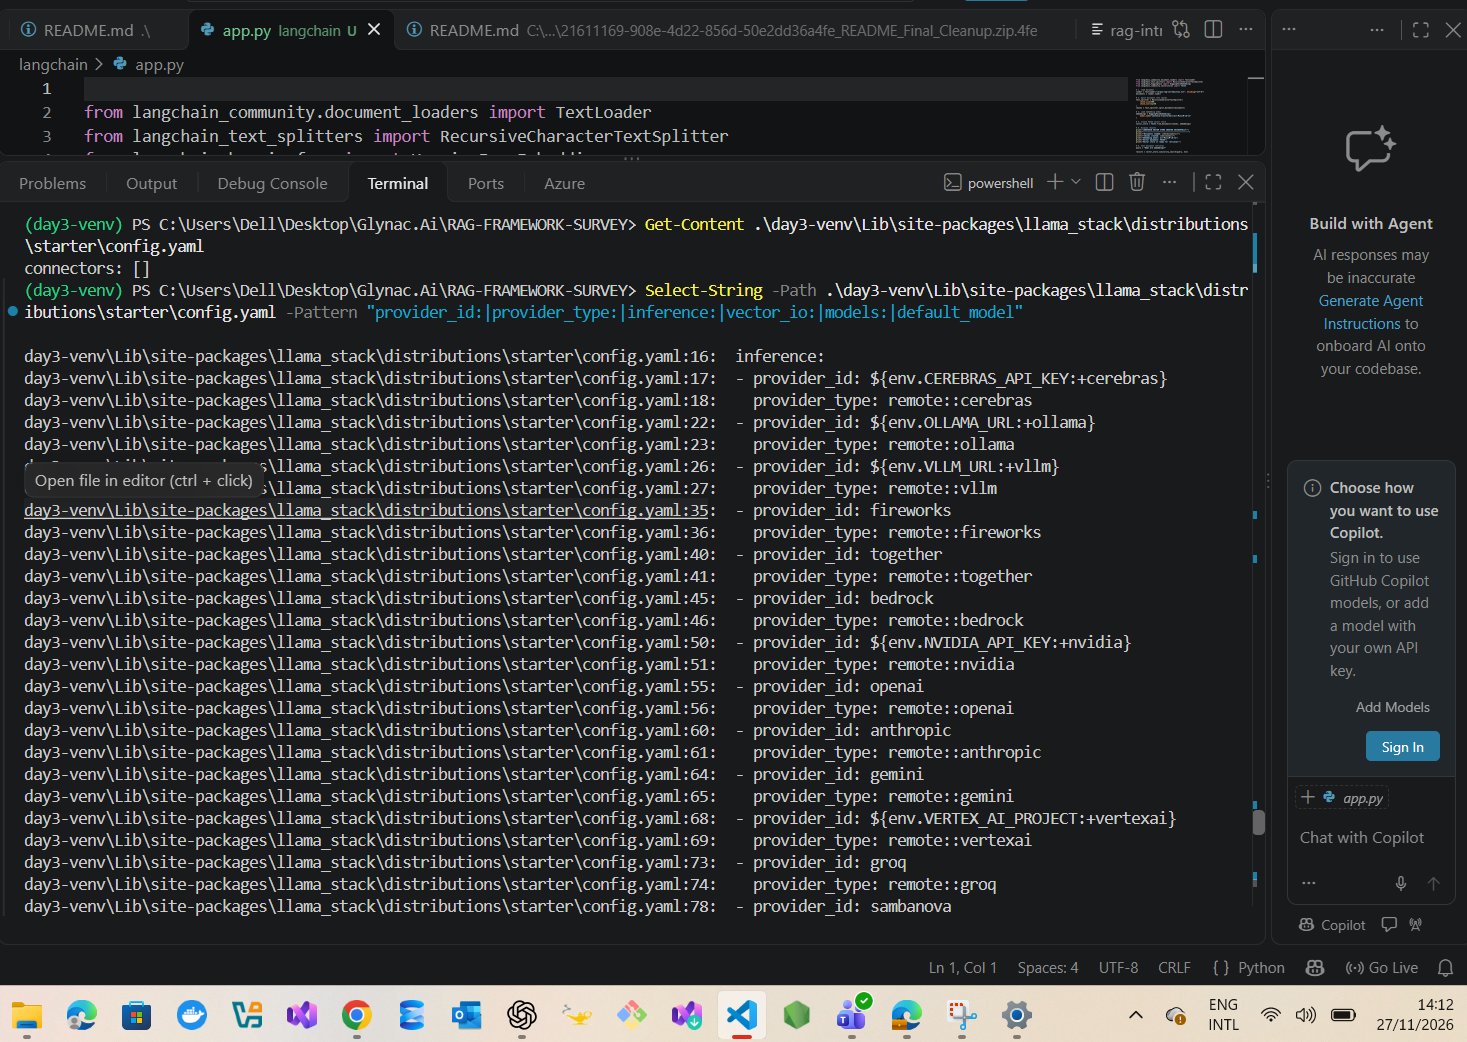 README.md .\
app.py langchain U
README.md C:\...\21611169-908e-4d22-856d-50e2dd36a4fe_README_Final_Cleanup.zip.4fe
rag-intr
langchain > app.py
1
2 from langchain_community.document_loaders import TextLoader
3 from langchain_text_splitters import RecursiveCharacterTextSplitter
Problems Output Debug Console Terminal Ports Azure
powershell
(day3-venv) PS C:\Users\Dell\Desktop\Glynac.Ai\RAG-FRAMEWORK-SURVEY> Get-Content .\day3-venv\Lib\site-packages\llama_stack\distributions
\starter\config.yaml
connectors: []
(day3-venv) PS C:\Users\Dell\Desktop\Glynac.Ai\RAG-FRAMEWORK-SURVEY> Select-String -Path .\day3-venv\Lib\site-packages\llama_stack\distr
ibutions\starter\config.yaml -Pattern "provider_id:|provider_type:|inference:|vector_io:|models:|default_model"
day3-venv\Lib\site-packages\llama_stack\distributions\starter\config.yaml:16:  inference:
day3-venv\Lib\site-packages\llama_stack\distributions\starter\config.yaml:17:  - provider_id: ${env.CEREBRAS_API_KEY:+cerebras}
day3-venv\Lib\site-packages\llama_stack\distributions\starter\config.yaml:18:    provider_type: remote::cerebras
day3-venv\Lib\site-packages\llama_stack\distributions\starter\config.yaml:22:  - provider_id: ${env.OLLAMA_URL:+ollama}
day3-venv\Lib\site-packages\llama_stack\distributions\starter\config.yaml:23:    provider_type: remote::ollama
\llama_stack\distributions\starter\config.yaml:26:  - provider_id: ${env.VLLM_URL:+vllm}
Open file in editor (ctrl + click)
\llama_stack\distributions\starter\config.yaml:27:    provider_type: remote::vllm
day3-venv\Lib\site-packages\llama_stack\distributions\starter\config.yaml:35:  - provider_id: fireworks
day3-venv\Lib\site-packages\llama_stack\distributions\starter\config.yaml:36:    provider_type: remote::fireworks
day3-venv\Lib\site-packages\llama_stack\distributions\starter\config.yaml:40:  - provider_id: together
day3-venv\Lib\site-packages\llama_stack\distributions\starter\config.yaml:41:    provider_type: remote::together
day3-venv\Lib\site-packages\llama_stack\distributions\starter\config.yaml:45:  - provider_id: bedrock
day3-venv\Lib\site-packages\llama_stack\distributions\starter\config.yaml:46:    provider_type: remote::bedrock
day3-venv\Lib\site-packages\llama_stack\distributions\starter\config.yaml:50:  - provider_id: ${env.NVIDIA_API_KEY:+nvidia}
day3-venv\Lib\site-packages\llama_stack\distributions\starter\config.yaml:51:    provider_type: remote::nvidia
day3-venv\Lib\site-packages\llama_stack\distributions\starter\config.yaml:55:  - provider_id: openai
day3-venv\Lib\site-packages\llama_stack\distributions\starter\config.yaml:56:    provider_type: remote::openai
day3-venv\Lib\site-packages\llama_stack\distributions\starter\config.yaml:60:  - provider_id: anthropic
day3-venv\Lib\site-packages\llama_stack\distributions\starter\config.yaml:61:    provider_type: remote::anthropic
day3-venv\Lib\site-packages\llama_stack\distributions\starter\config.yaml:64:  - provider_id: gemini
day3-venv\Lib\site-packages\llama_stack\distributions\starter\config.yaml:65:    provider_type: remote::gemini
day3-venv\Lib\site-packages\llama_stack\distributions\starter\config.yaml:68:  - provider_id: ${env.VERTEX_AI_PROJECT:+vertexai}
day3-venv\Lib\site-packages\llama_stack\distributions\starter\config.yaml:69:    provider_type: remote::vertexai
day3-venv\Lib\site-packages\llama_stack\distributions\starter\config.yaml:73:  - provider_id: groq
day3-venv\Lib\site-packages\llama_stack\distributions\starter\config.yaml:74:    provider_type: remote::groq
day3-venv\Lib\site-packages\llama_stack\distributions\starter\config.yaml:78:  - provider_id: sambanova
Build with Agent
AI responses may
be inaccurate
Generate Agent
Instructions to
onboard AI onto
your codebase.
Choose how
you want to use
Copilot.
Sign in to use
GitHub Copilot
models, or add
a model with
your own API
key.
Add Models
Sign In
app.py
Chat with Copilot
Copilot
Ln 1, Col 1 Spaces: 4 UTF-8 CRLF { } Python Go Live
ENG
INTL
14:12
27/11/2026